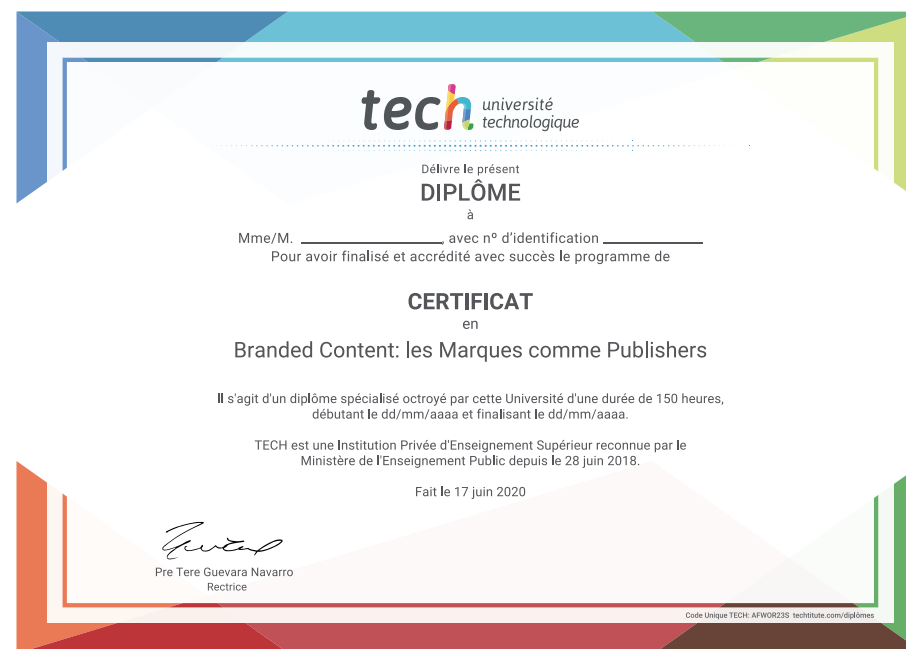 tech université
technologique
Délivre le présent
DIPLÔME
à
Mme/M. ____________________, avec nº d'identification ______________
Pour avoir finalisé et accrédité avec succès le programme de
CERTIFICAT
en
Branded Content: les Marques comme Publishers
Il s'agit d'un diplôme spécialisé octroyé par cette Université d'une durée de 150 heures,
débutant le dd/mm/aaaa et finalisant le dd/mm/aaaa.
TECH est une Institution Privée d'Enseignement Supérieur reconnue par le
Ministère de l'Enseignement Public depuis le 28 juin 2018.
Fait le 17 juin 2020
Pre Tere Guevara Navarro
Rectrice
Code Unique TECH: AFWOR23S techtitute.com/diplômes